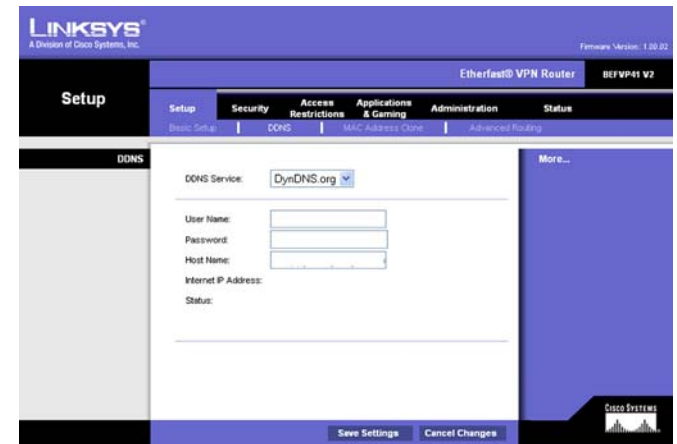 LINKSYS®
A Division of Cisco Systems, Inc.
Firmware Version: 1.00.02
Etherfast® VPN Router BEFVP41 V2
Setup
Setup Security Access Restrictions Applications & Gaming Administration Status
Basic Setup | DDNS | MAC Address Clone | Advanced Routing
DDNS
More...
DDNS Service: DynDNS.org
User Name:
Password:
Host Name:
Internet IP Address:
Status:
Save Settings Cancel Changes
CISCO SYSTEMS